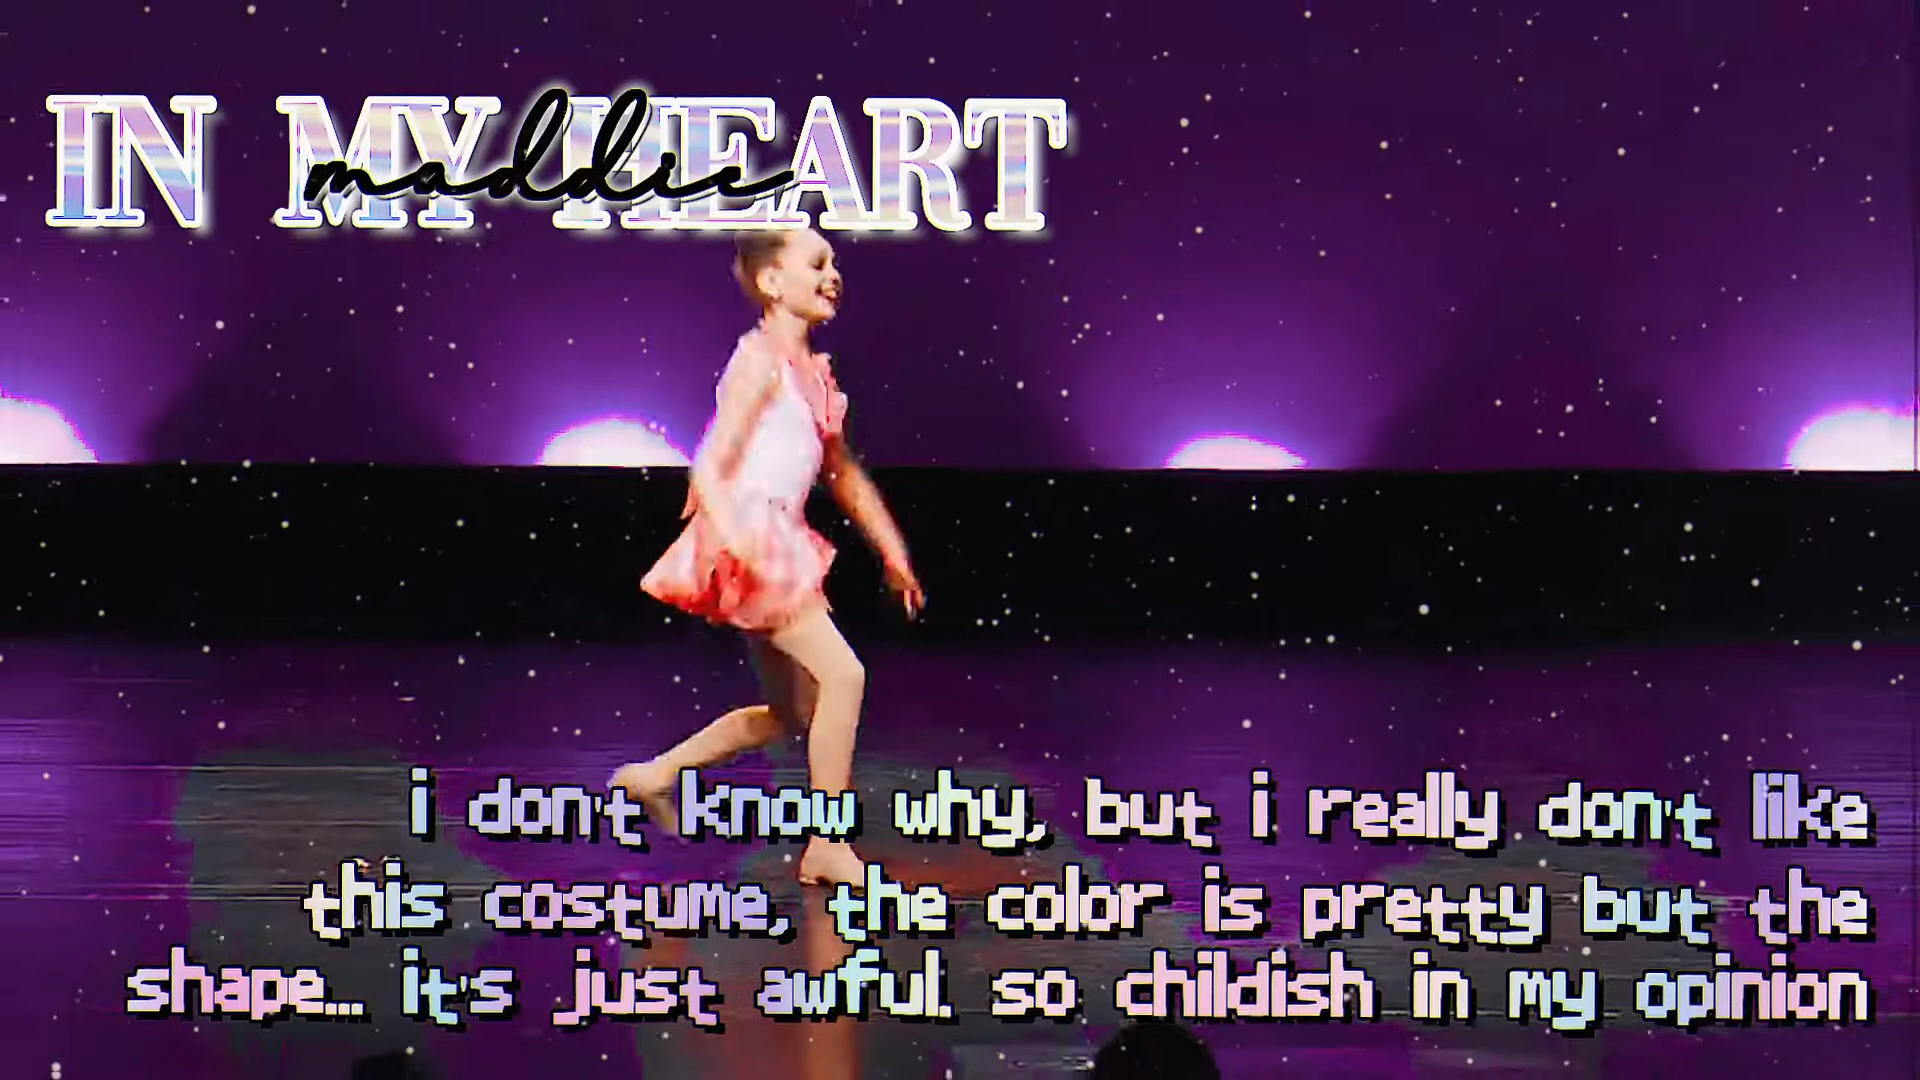 IN MY HEART
maddie
i don't know why, but i really don't like
this costume, the color is pretty but the
shape... it's just awful. so childish in my opinion